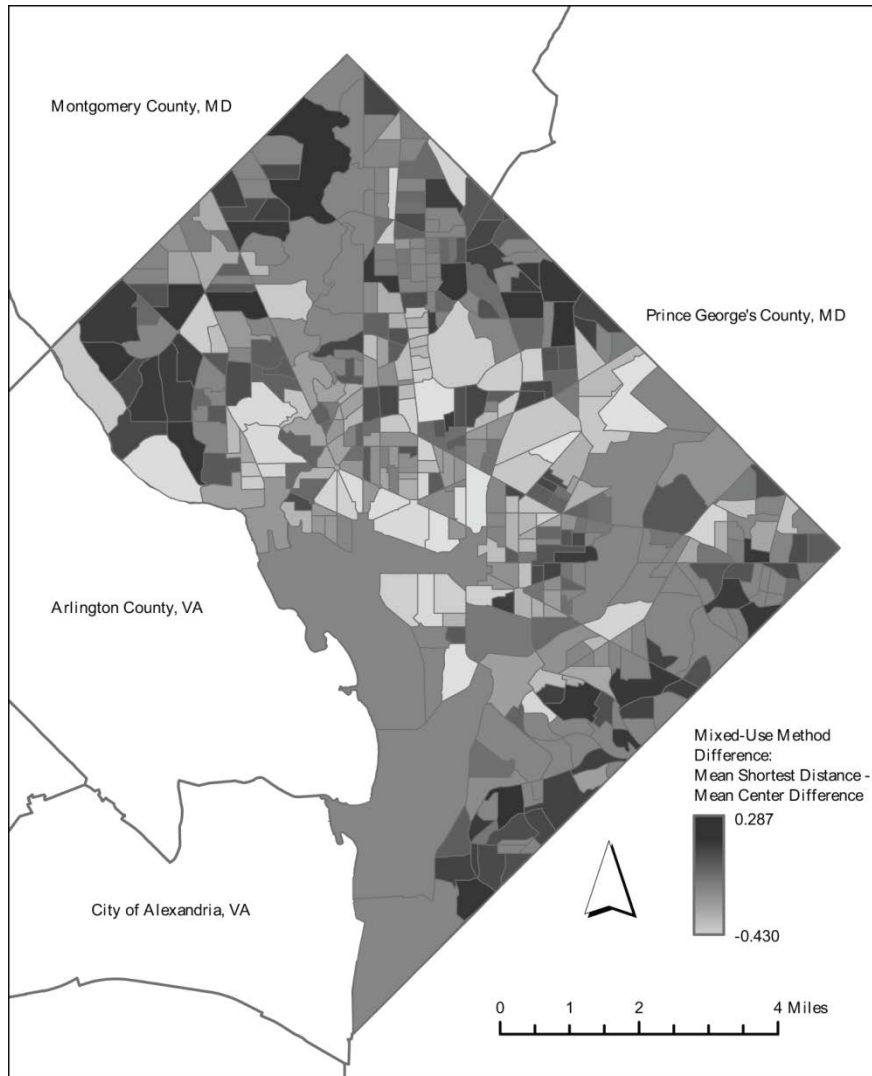 Montgomery County, MD
Prince George's County, MD
Arlington County, VA
Mixed-Use Method
Difference:
Mean Shortest Distance -
Mean Center Difference
0.287
-0.430
City of Alexandria, VA
0 1 2 4 Miles